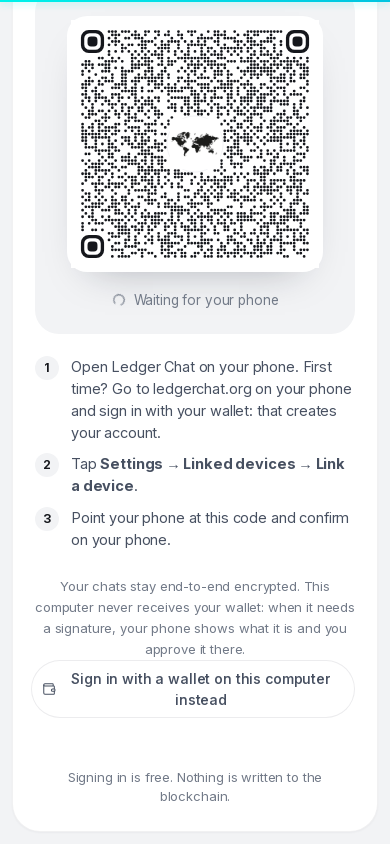 Waiting for your phone
1 Open Ledger Chat on your phone. First
time? Go to ledgerchat.org on your phone
and sign in with your wallet: that creates
your account.
2 Tap Settings → Linked devices → Link
a device.
3 Point your phone at this code and confirm
on your phone.
Your chats stay end-to-end encrypted. This
computer never receives your wallet: when it needs
a signature, your phone shows what it is and you
approve it there.
Sign in with a wallet on this computer
instead
Signing in is free. Nothing is written to the
blockchain.